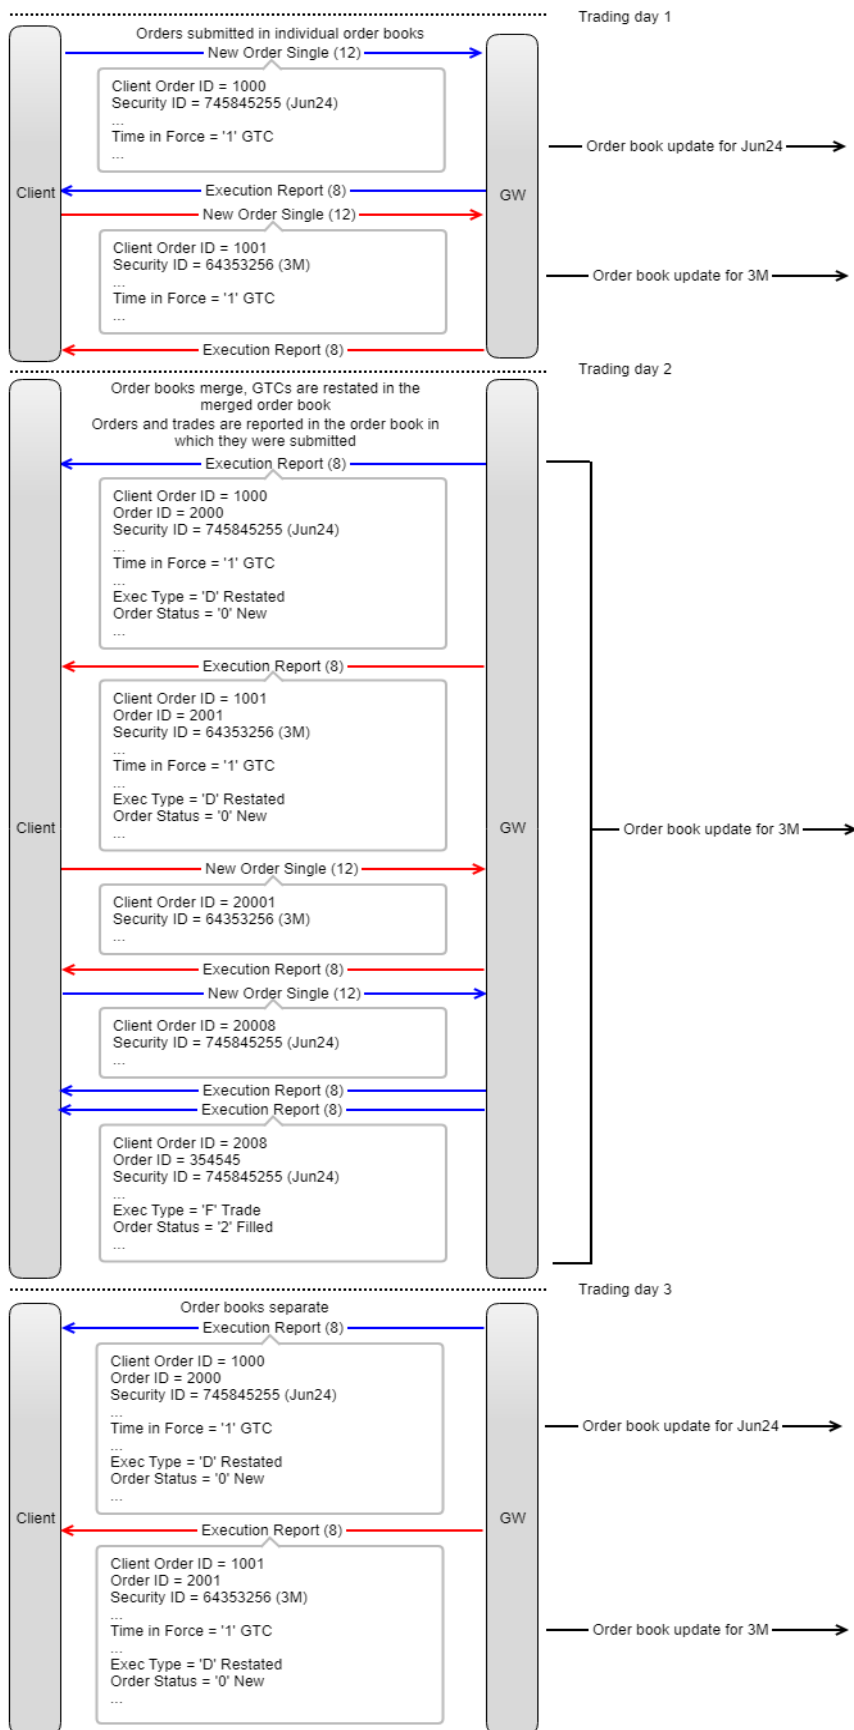 Trading day 1
Orders submitted in individual order books
New Order Single (12)
Client Order ID = 1000
Security ID = 745845255 (Jun24)
...
Time in Force = '1' GTC
...
Order book update for Jun24
Client
GW
Execution Report (8)
New Order Single (12)
Client Order ID = 1001
Security ID = 64353256 (3M)
...
Time in Force = '1' GTC
...
Order book update for 3M
Execution Report (8)
Trading day 2
Order books merge, GTCs are restated in the
merged order book
Orders and trades are reported in the order book in
which they were submitted
Execution Report (8)
Client Order ID = 1000
Order ID = 2000
Security ID = 745845255 (Jun24)
...
Time in Force = '1' GTC
...
Exec Type = 'D' Restated
Order Status = '0' New
...
Execution Report (8)
Client Order ID = 1001
Order ID = 2001
Security ID = 64353256 (3M)
...
Time in Force = '1' GTC
...
Exec Type = 'D' Restated
Order Status = '0' New
...
Client
GW
Order book update for 3M
New Order Single (12)
Client Order ID = 20001
Security ID = 64353256 (3M)
...
Execution Report (8)
New Order Single (12)
Client Order ID = 20008
Security ID = 745845255 (Jun24)
...
Execution Report (8)
Execution Report (8)
Client Order ID = 2008
Order ID = 354545
Security ID = 745845255 (Jun24)
...
Exec Type = 'F' Trade
Order Status = '2' Filled
...
Trading day 3
Order books separate
Execution Report (8)
Client Order ID = 1000
Order ID = 2000
Security ID = 745845255 (Jun24)
...
Time in Force = '1' GTC
...
Exec Type = 'D' Restated
Order Status = '0' New
...
Order book update for Jun24
Client
GW
Execution Report (8)
Client Order ID = 1001
Order ID = 2001
Security ID = 64353256 (3M)
...
Time in Force = '1' GTC
...
Exec Type = 'D' Restated
Order Status = '0' New
...
Order book update for 3M